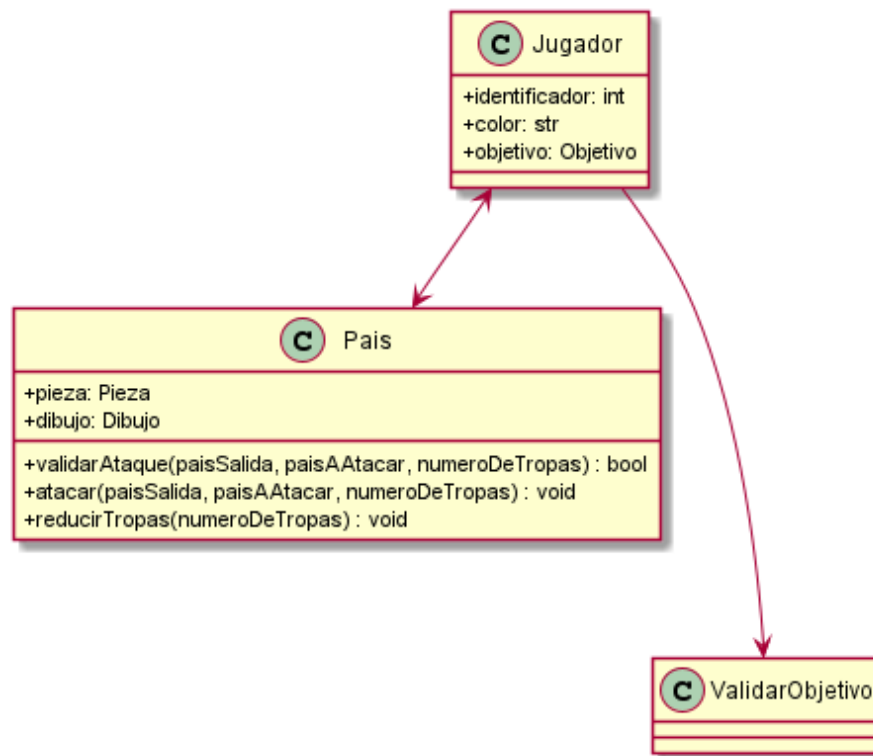 C Jugador
+identificador: int
+color: str
+objetivo: Objetivo
C Pais
+pieza: Pieza
+dibujo: Dibujo
+validarAtaque(paisSalida, paisAAtacar, numeroDeTropas) : bool
+atacar(paisSalida, paisAAtacar, numeroDeTropas) : void
+reducirTropas(numeroDeTropas) : void
C ValidarObjetivo